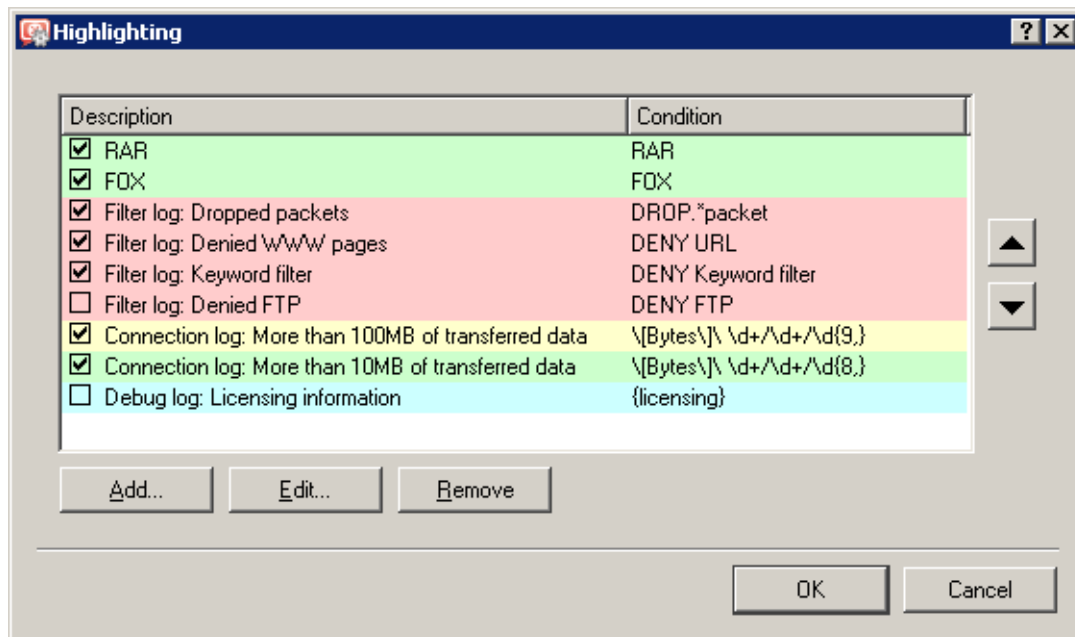 Highlighting
Description Condition
RAR RAR
FOX FOX
Filter log: Dropped packets DROP.*packet
Filter log: Denied WWW pages DENY URL
Filter log: Keyword filter DENY Keyword filter
Filter log: Denied FTP DENY FTP
Connection log: More than 100MB of transferred data \[Bytes\]\ \d+/\d+/\d{9,}
Connection log: More than 10MB of transferred data \[Bytes\]\ \d+/\d+/\d{8,}
Debug log: Licensing information {licensing}
Add... Edit... Remove
OK Cancel